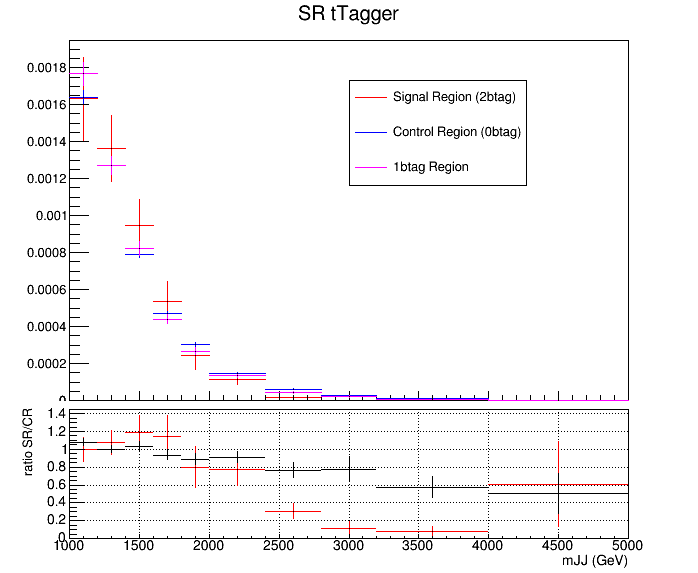 SR tTagger
0.0018
0.0016
0.0014
0.0012
0.001
0.0008
0.0006
0.0004
0.0002
0
Signal Region (2btag)
Control Region (0btag)
1btag Region
ratio SR/CR
1.4
1.2
1
0.8
0.6
0.4
0.2
0
1000 1500 2000 2500 3000 3500 4000 4500 5000
mJJ (GeV)